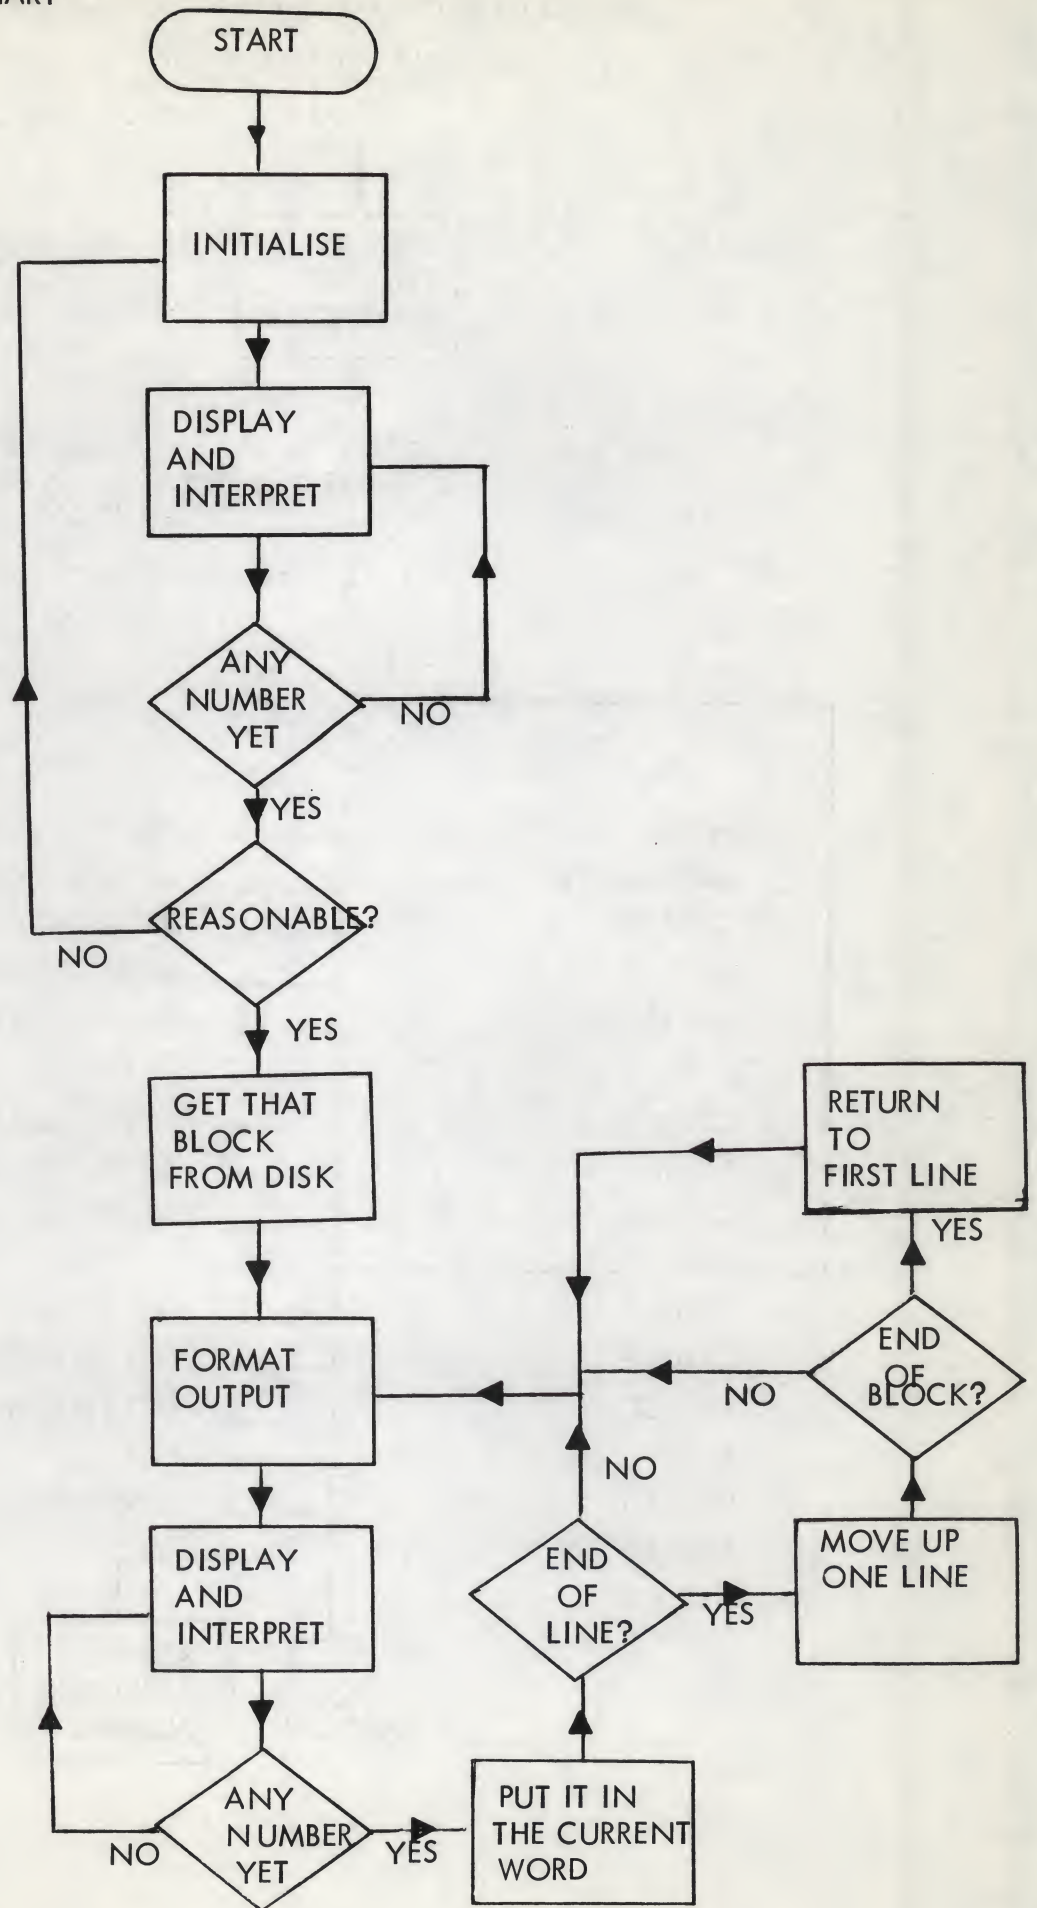 START
INITIALISE
DISPLAY
AND
INTERPRET
ANY
NUMBER
YET
NO
YES
REASONABLE?
NO
YES
GET THAT
BLOCK
FROM DISK
RETURN
TO
FIRST LINE
YES
END
OF
BLOCK?
NO
FORMAT
OUTPUT
NO
DISPLAY
AND
INTERPRET
END
OF
LINE?
YES
MOVE UP
ONE LINE
ANY
NUMBER
YET
NO
YES
PUT IT IN
THE CURRENT
WORD